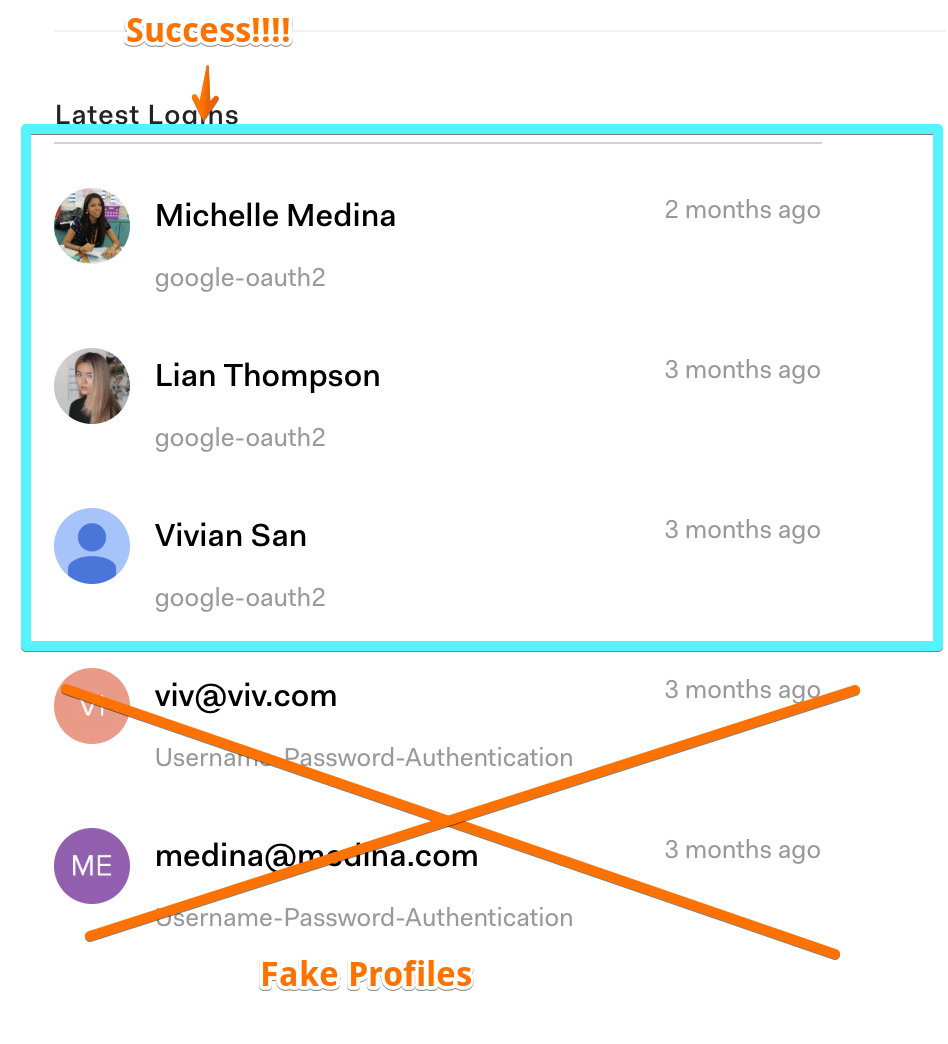 Success!!!!
Latest Logins
Michelle Medina
2 months ago
google-oauth2
Lian Thompson
3 months ago
google-oauth2
Vivian San
3 months ago
google-oauth2
VI
viv@viv.com
3 months ago
Username-Password-Authentication
ME
medina@medina.com
3 months ago
Username-Password-Authentication
Fake Profiles